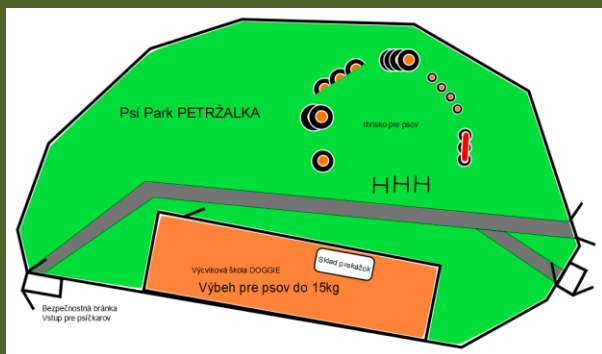 Psí Park PETRŽALKA
Ihrisko pre psov
HHH
Sklad prekážok
Výcviková škola DOGGIE
Výbeh pre psov do 15kg
Bezpečnostná bránka
Vstup pre psíčkarov